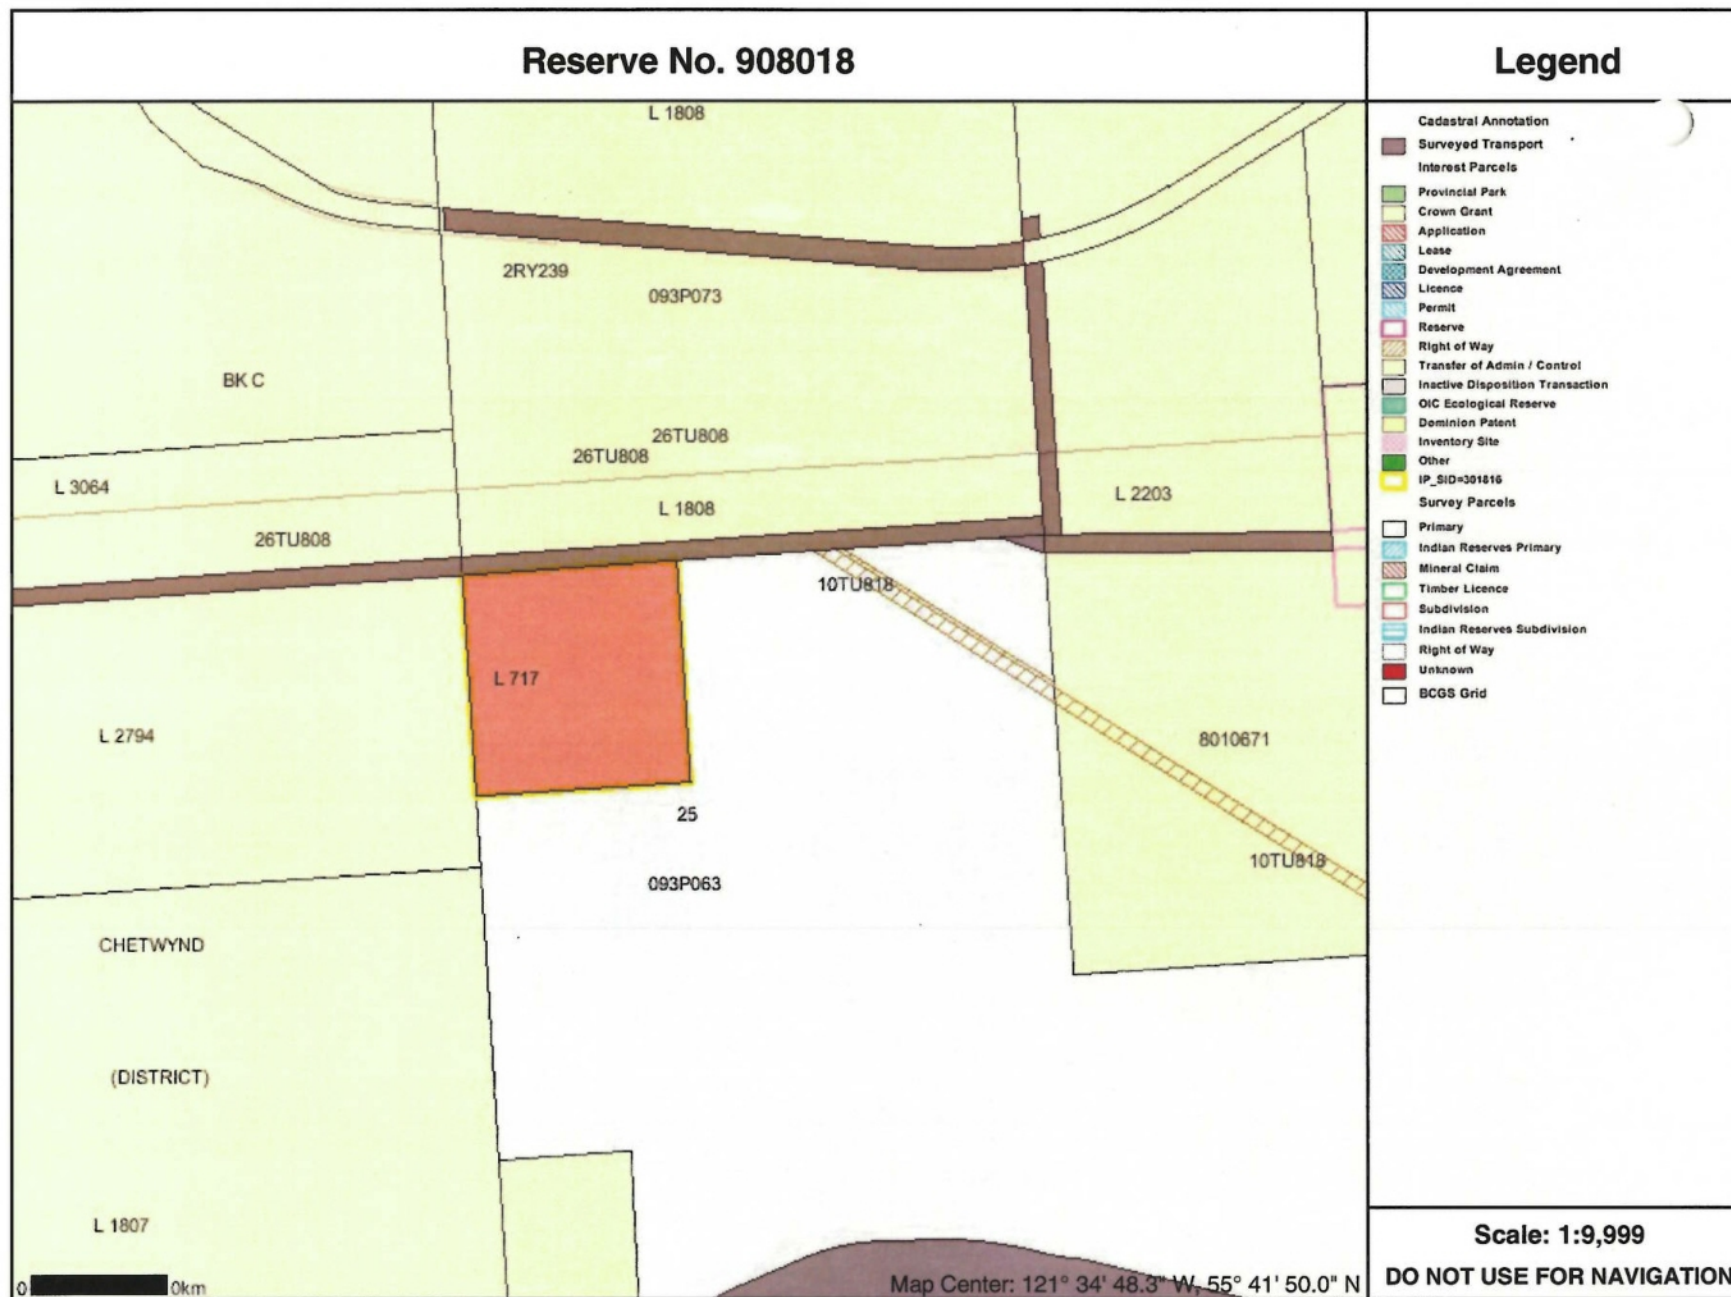 Reserve No. 908018
Legend
L 1808
2RY239
093P073
BK C
26TU808
26TU808
L 3064
L 2203
L 1808
26TU808
10TU818
L 717
L 2794
8010671
25
10TU818
093P063
CHETWYND
(DISTRICT)
L 1807
0 0km
Map Center: 121° 34' 48.3" W, 55° 41' 50.0" N
Cadastral Annotation
Surveyed Transport
Interest Parcels
Provincial Park
Crown Grant
Application
Lease
Development Agreement
Licence
Permit
Reserve
Right of Way
Transfer of Admin / Control
Inactive Disposition Transaction
OIC Ecological Reserve
Dominion Patent
Inventory Site
Other
IP_SID=301816
Survey Parcels
Primary
Indian Reserves Primary
Mineral Claim
Timber Licence
Subdivision
Indian Reserves Subdivision
Right of Way
Unknown
BCGS Grid
Scale: 1:9,999
DO NOT USE FOR NAVIGATION